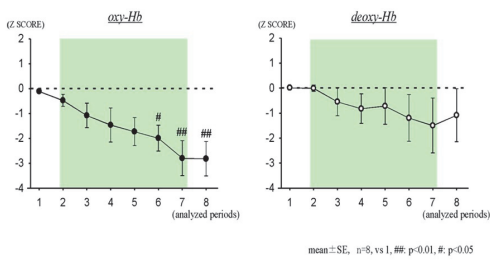 oxy-Hb
(Z SCORE)
2
1
0
-1
-2
-3
-4
#
##
##
1 2 3 4 5 6 7 8
(analyzed periods)
deoxy-Hb
(Z SCORE)
2
1
0
-1
-2
-3
-4
1 2 3 4 5 6 7 8
(analyzed periods)
mean±SE, n=8, vs 1, ##: p<0.01, #: p<0.05